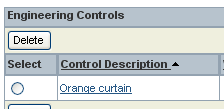 Engineering Controls
Delete
Select Control Description
Orange curtain